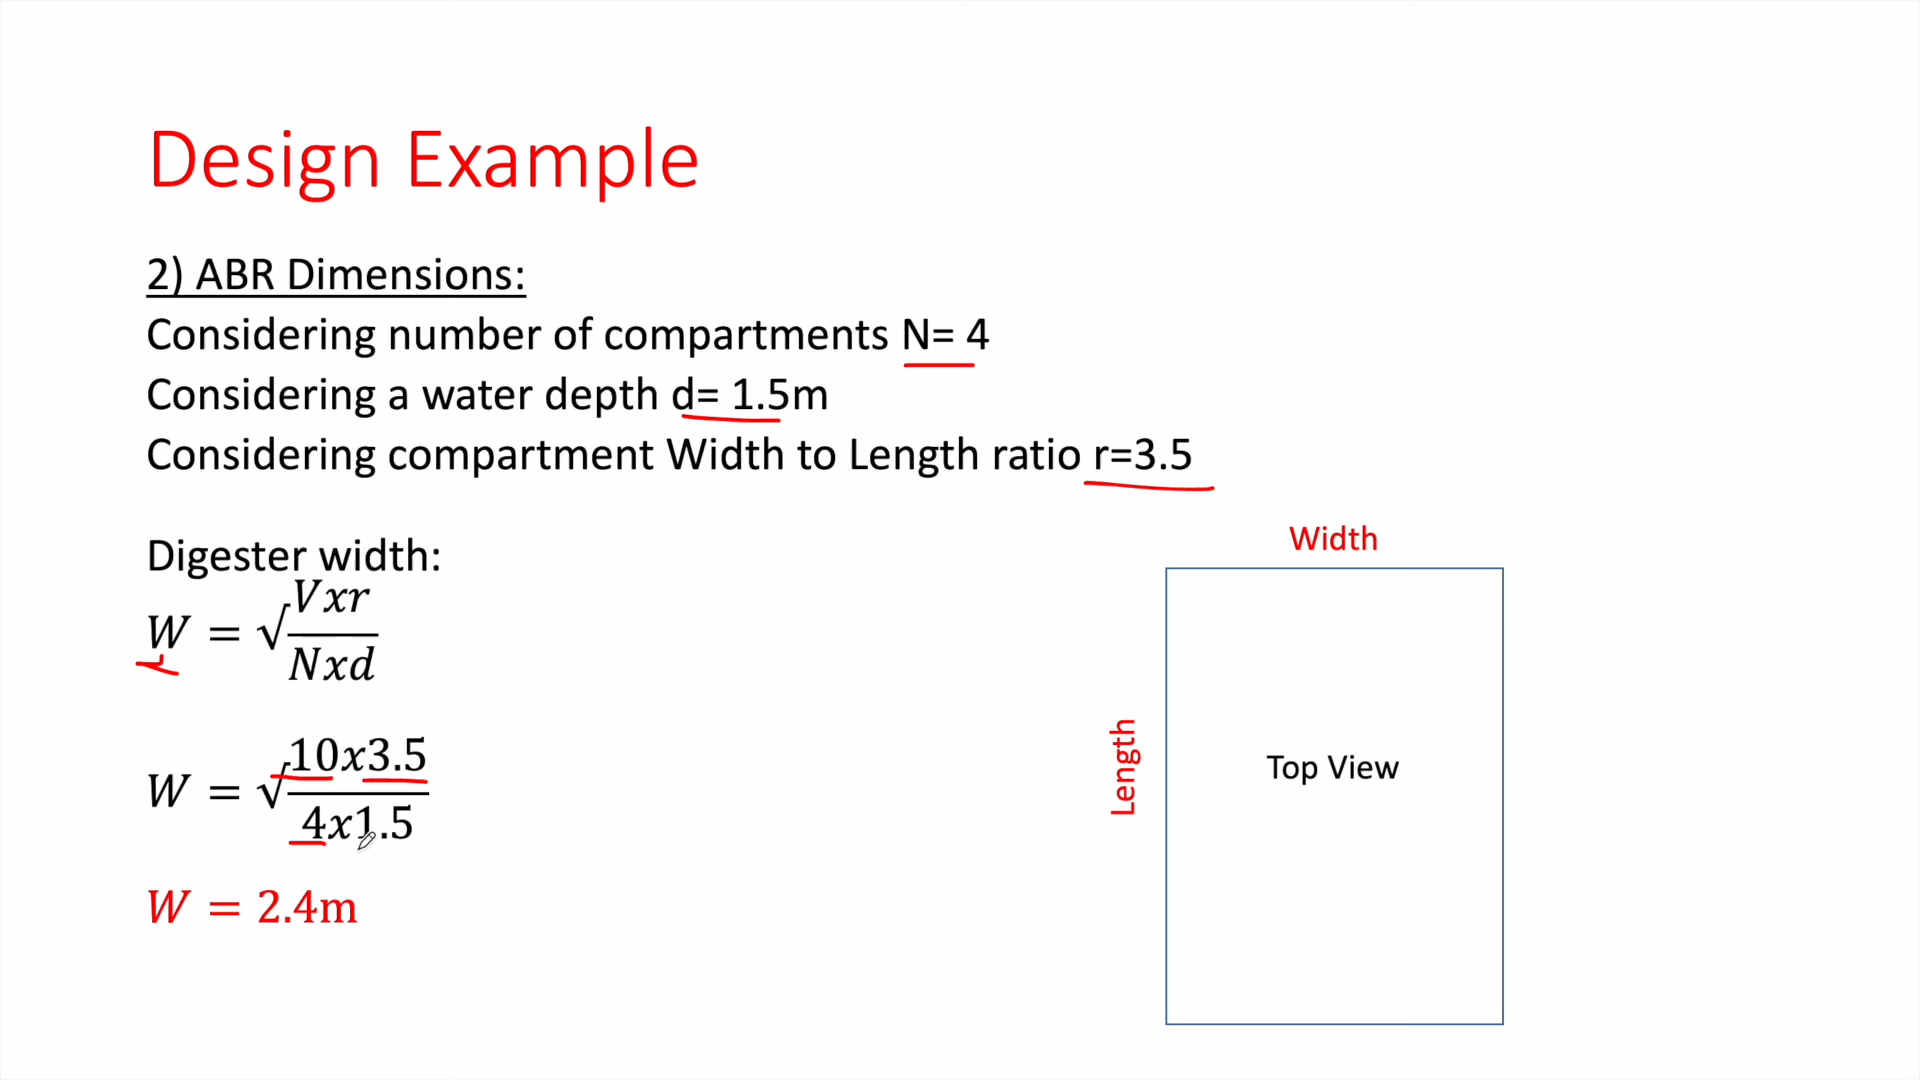 Design Example
2) ABR Dimensions:
Considering number of compartments N= 4
Considering a water depth d= 1.5m
Considering compartment Width to Length ratio r=3.5
Digester width:
W = √Vxr/Nxd
W = √10x3.5/4x1.5
W = 2.4m
Width
Length
Top View